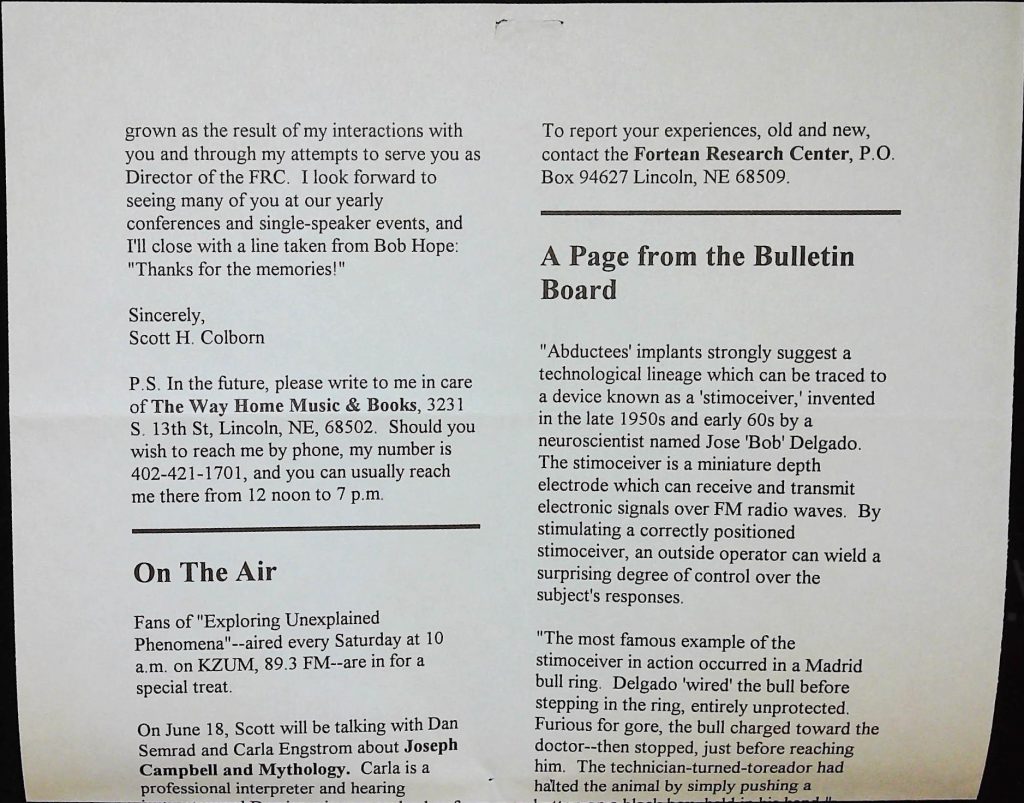 grown as the result of my interactions with
you and through my attempts to serve you as
Director of the FRC.  I look forward to
seeing many of you at our yearly
conferences and single-speaker events, and
I'll close with a line taken from Bob Hope:
"Thanks for the memories!"
Sincerely,
Scott H. Colborn
P.S. In the future, please write to me in care
of The Way Home Music & Books, 3231
S. 13th St, Lincoln, NE, 68502.  Should you
wish to reach me by phone, my number is
402-421-1701, and you can usually reach
me there from 12 noon to 7 p.m.
On The Air
Fans of "Exploring Unexplained
Phenomena"--aired every Saturday at 10
a.m. on KZUM, 89.3 FM--are in for a
special treat.
On June 18, Scott will be talking with Dan
Semrad and Carla Engstrom about Joseph
Campbell and Mythology.  Carla is a
professional interpreter and hearing
To report your experiences, old and new,
contact the Fortean Research Center, P.O.
Box 94627 Lincoln, NE 68509.
A Page from the Bulletin
Board
"Abductees' implants strongly suggest a
technological lineage which can be traced to
a device known as a 'stimoceiver,' invented
in the late 1950s and early 60s by a
neuroscientist named Jose 'Bob' Delgado.
The stimoceiver is a miniature depth
electrode which can receive and transmit
electronic signals over FM radio waves.  By
stimulating a correctly positioned
stimoceiver, an outside operator can wield a
surprising degree of control over the
subject's responses.
"The most famous example of the
stimoceiver in action occurred in a Madrid
bull ring.  Delgado 'wired' the bull before
stepping in the ring, entirely unprotected.
Furious for gore, the bull charged toward the
doctor--then stopped, just before reaching
him.  The technician-turned-toreador had
halted the animal by simply pushing a